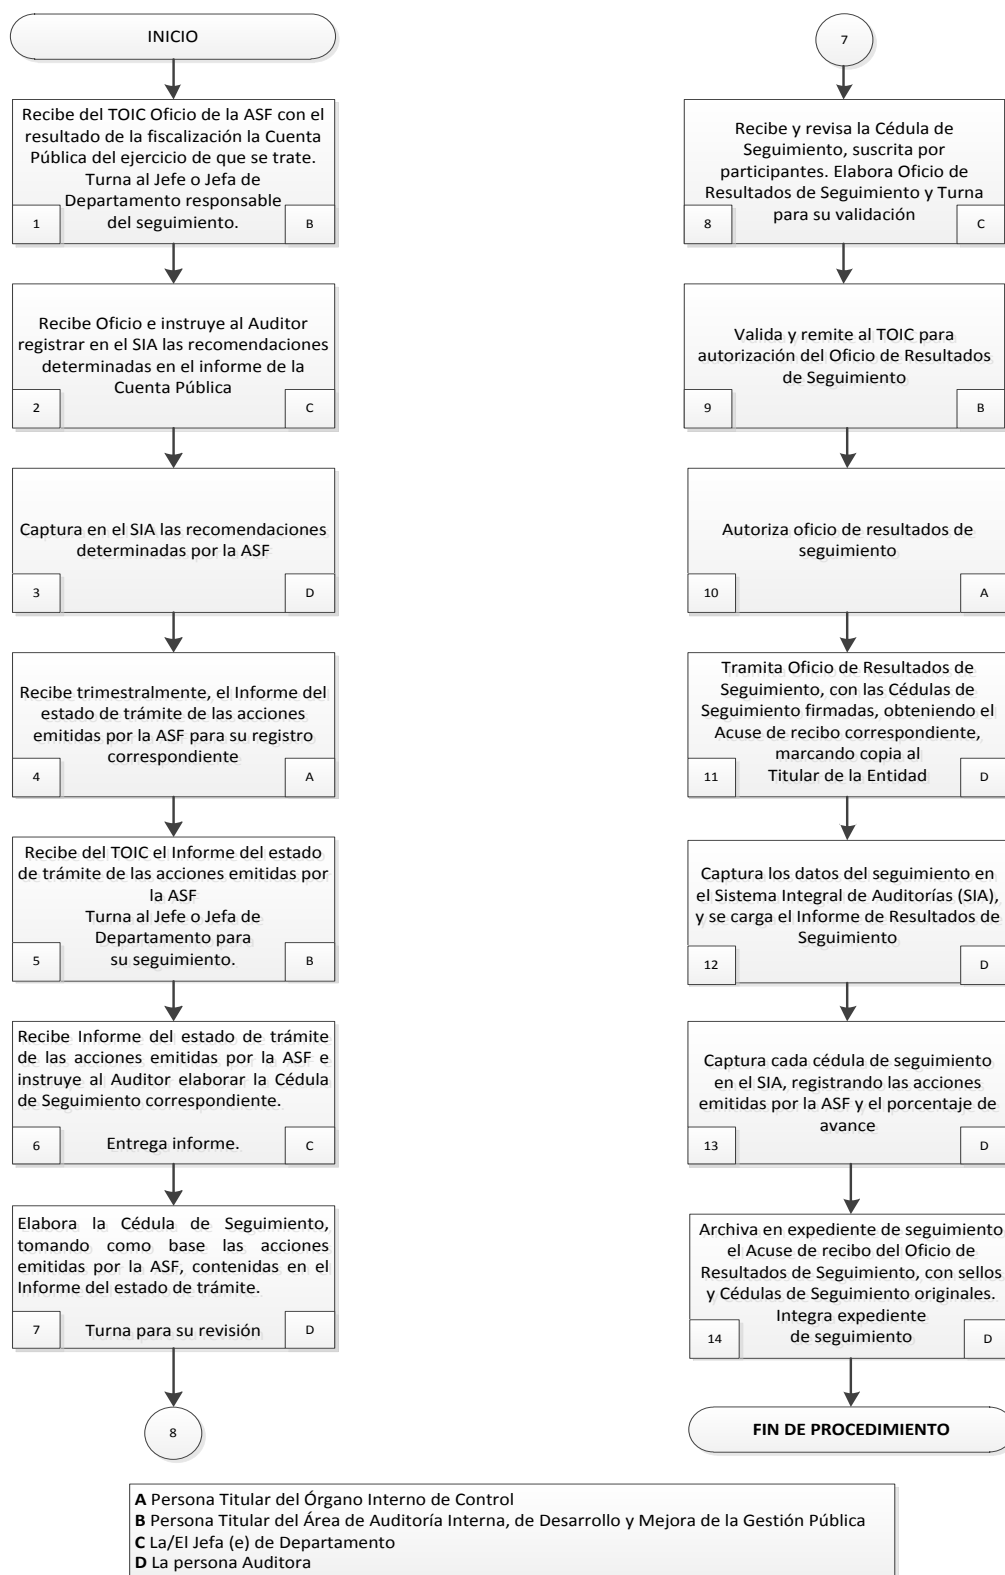 INICIO
Recibe del TOIC Oficio de la ASF con el
resultado de la fiscalización la Cuenta
Pública del ejercicio de que se trate.
Turna al Jefe o Jefa de
Departamento responsable
del seguimiento.
1
B
Recibe Oficio e instruye al Auditor
registrar en el SIA las recomendaciones
determinadas en el informe de la
Cuenta Pública
2
C
Captura en el SIA las recomendaciones
determinadas por la ASF
3
D
Recibe trimestralmente, el Informe del
estado de trámite de las acciones
emitidas por la ASF para su registro
correspondiente
4
A
Recibe del TOIC el Informe del estado
de trámite de las acciones emitidas por
la ASF
Turna al Jefe o Jefa de
Departamento para
su seguimiento.
5
B
Recibe Informe del estado de trámite
de las acciones emitidas por la ASF e
instruye al Auditor elaborar la Cédula
de Seguimiento correspondiente.
Entrega informe.
6
C
Elabora la Cédula de Seguimiento,
tomando como base las acciones
emitidas por la ASF, contenidas en el
Informe del estado de trámite.
Turna para su revisión
7
D
8
7
Recibe y revisa la Cédula de
Seguimiento, suscrita por
participantes. Elabora Oficio de
Resultados de Seguimiento y Turna
para su validación
8
C
Valida y remite al TOIC para
autorización del Oficio de Resultados
de Seguimiento
9
B
Autoriza oficio de resultados de
seguimiento
10
A
Tramita Oficio de Resultados de
Seguimiento, con las Cédulas de
Seguimiento firmadas, obteniendo el
Acuse de recibo correspondiente,
marcando copia al
Titular de la Entidad
11
D
Captura los datos del seguimiento en
el Sistema Integral de Auditorías (SIA),
y se carga el Informe de Resultados de
Seguimiento
12
D
Captura cada cédula de seguimiento
en el SIA, registrando las acciones
emitidas por la ASF y el porcentaje de
avance
13
D
Archiva en expediente de seguimiento
el Acuse de recibo del Oficio de
Resultados de Seguimiento, con sellos
y Cédulas de Seguimiento originales.
Integra expediente
de seguimiento
14
D
FIN DE PROCEDIMIENTO
A Persona Titular del Órgano Interno de Control
B Persona Titular del Área de Auditoría Interna, de Desarrollo y Mejora de la Gestión Pública
C La/El Jefa (e) de Departamento
D La persona Auditora